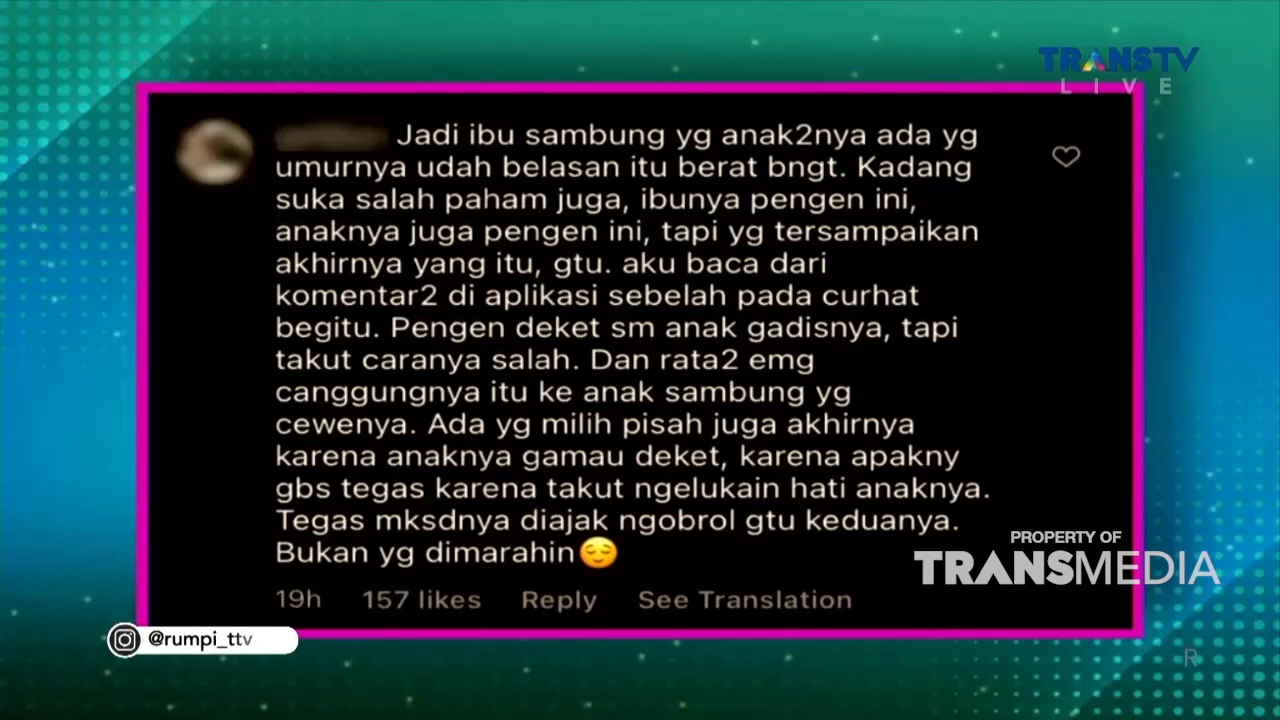 TRANSTV
LIVE
Jadi ibu sambung yg anak2nya ada yg
umurnya udah belasan itu berat bngt. Kadang
suka salah paham juga, ibunya pengen ini,
anaknya juga pengen ini, tapi yg tersampaikan
akhirnya yang itu, gtu. aku baca dari
komentar2 di aplikasi sebelah pada curhat
begitu. Pengen deket sm anak gadisnya, tapi
takut caranya salah. Dan rata2 emg
canggungnya itu ke anak sambung yg
cewenya. Ada yg milih pisah juga akhirnya
karena anaknya gamau deket, karena apakny
gbs tegas karena takut ngelukain hati anaknya.
Tegas mksdnya diajak ngobrol gtu keduanya.
Bukan yg dimarahin😌
19h 157 likes Reply See Translation
PROPERTY OF
TRANSMEDIA
@rumpi_ttv
R